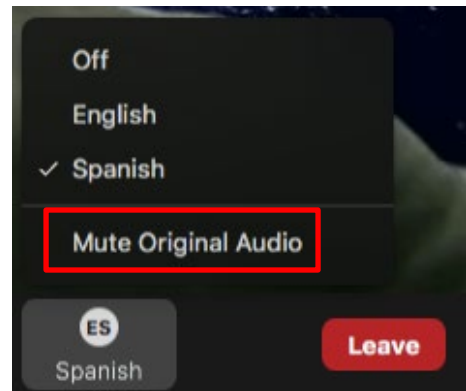 Off
English
✓ Spanish
Mute Original Audio
ES
Spanish
Leave